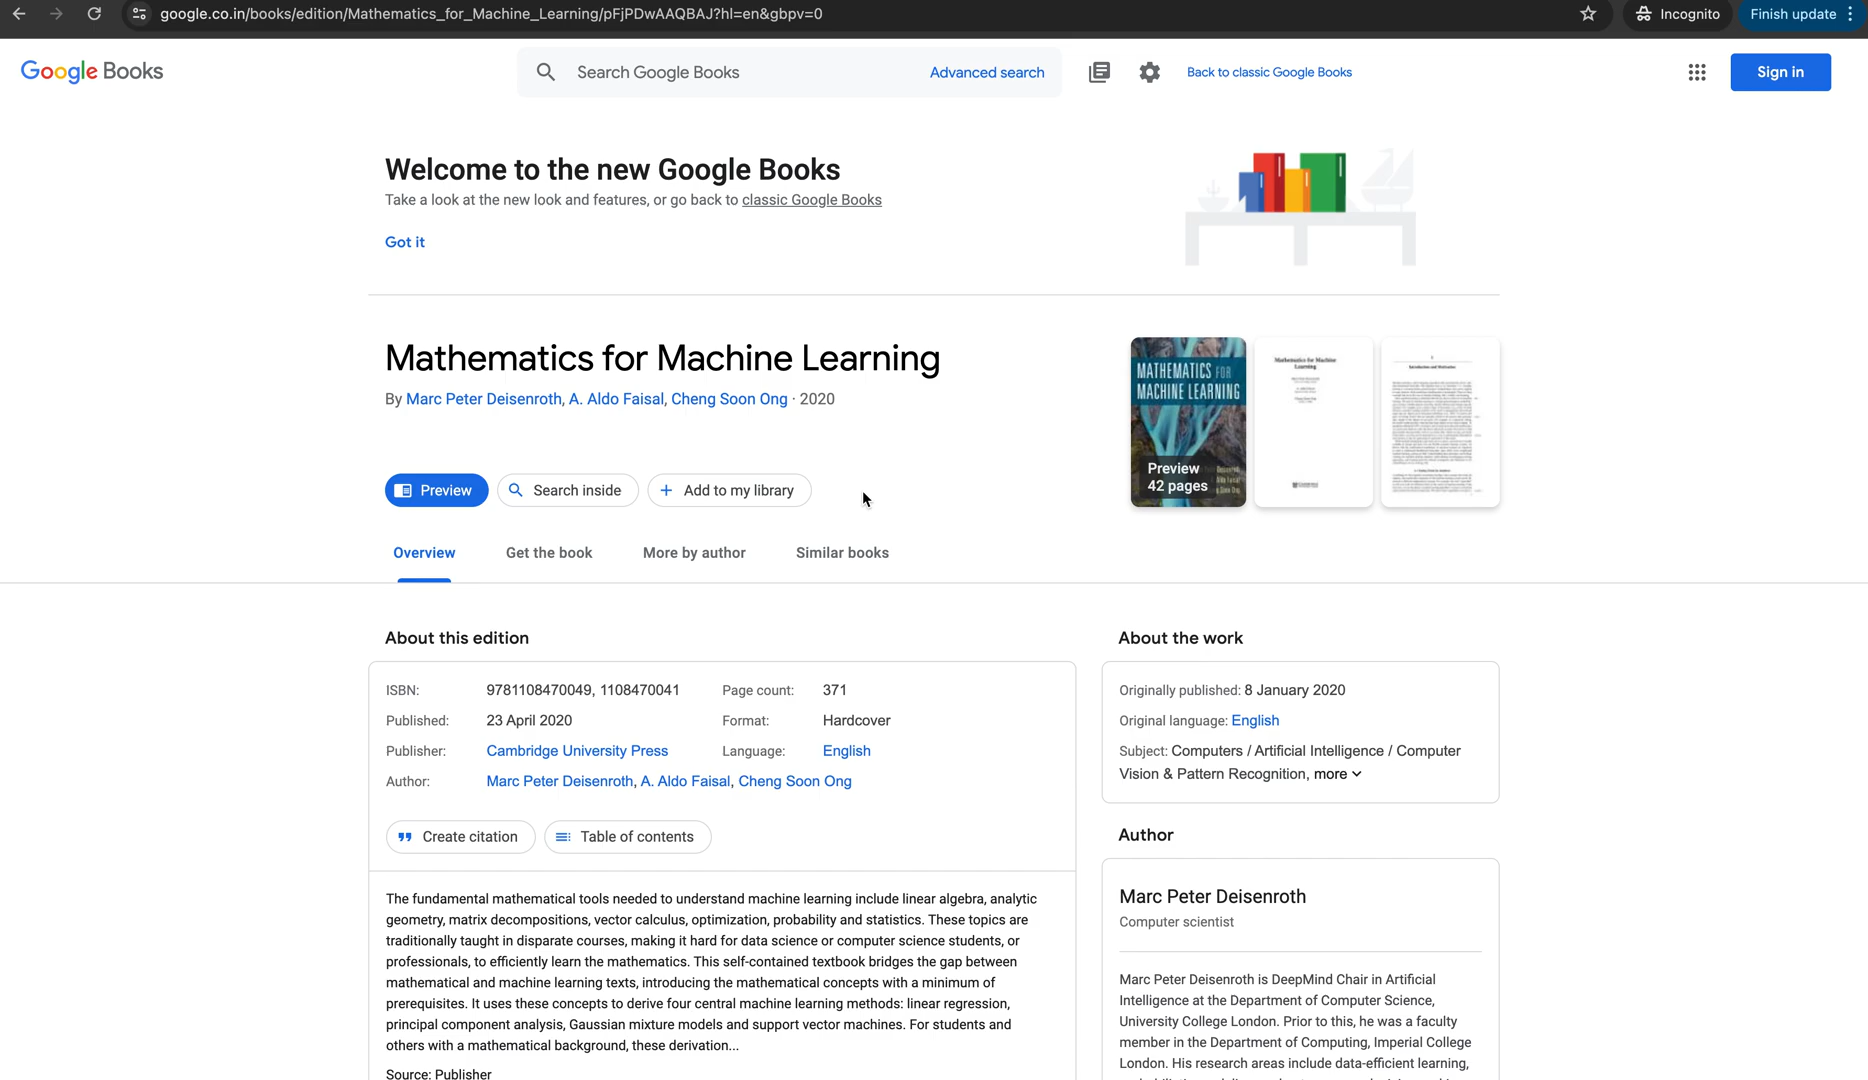 google.co.in/books/edition/Mathematics_for_Machine_Learning/pFjPDwAAQBAJ?hl=en&gbpv=0
Incognito
Finish update
Google Books
Search Google Books
Advanced search
Back to classic Google Books
Sign in
Welcome to the new Google Books
Take a look at the new look and features, or go back to classic Google Books
Got it
Mathematics for Machine Learning
By Marc Peter Deisenroth, A. Aldo Faisal, Cheng Soon Ong · 2020
MATHEMATICS FOR
MACHINE LEARNING
Preview
42 pages
Mathematics for Machine
Learning
Introduction and Motivation
Preview
Search inside
Add to my library
Overview
Get the book
More by author
Similar books
About this edition
ISBN: 9781108470049, 1108470041 Page count: 371
Published: 23 April 2020 Format: Hardcover
Publisher: Cambridge University Press Language: English
Author: Marc Peter Deisenroth, A. Aldo Faisal, Cheng Soon Ong
Create citation
Table of contents
The fundamental mathematical tools needed to understand machine learning include linear algebra, analytic
geometry, matrix decompositions, vector calculus, optimization, probability and statistics. These topics are
traditionally taught in disparate courses, making it hard for data science or computer science students, or
professionals, to efficiently learn the mathematics. This self-contained textbook bridges the gap between
mathematical and machine learning texts, introducing the mathematical concepts with a minimum of
prerequisites. It uses these concepts to derive four central machine learning methods: linear regression,
principal component analysis, Gaussian mixture models and support vector machines. For students and
others with a mathematical background, these derivation...
Source: Publisher
About the work
Originally published: 8 January 2020
Original language: English
Subject: Computers / Artificial Intelligence / Computer
Vision & Pattern Recognition, more
Author
Marc Peter Deisenroth
Computer scientist
Marc Peter Deisenroth is DeepMind Chair in Artificial
Intelligence at the Department of Computer Science,
University College London. Prior to this, he was a faculty
member in the Department of Computing, Imperial College
London. His research areas include data-efficient learning,